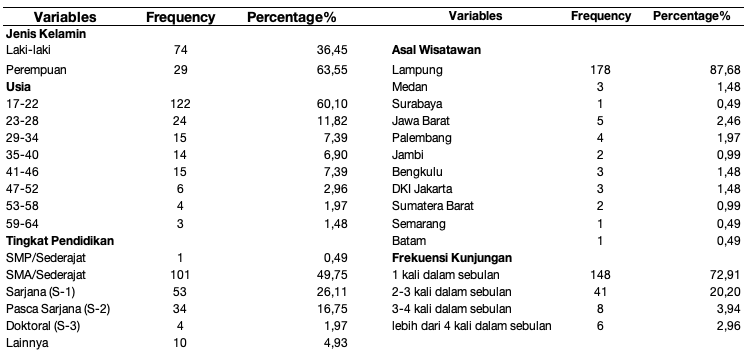 Variables Frequency Percentage% Variables Frequency Percentage%
Jenis Kelamin
Laki-laki 74 36,45 Asal Wisatawan
Perempuan 29 63,55 Lampung 178 87,68
Usia Medan 3 1,48
17-22 122 60,10 Surabaya 1 0,49
23-28 24 11,82 Jawa Barat 5 2,46
29-34 15 7,39 Palembang 4 1,97
35-40 14 6,90 Jambi 2 0,99
41-46 15 7,39 Bengkulu 3 1,48
47-52 6 2,96 DKI Jakarta 3 1,48
53-58 4 1,97 Sumatera Barat 2 0,99
59-64 3 1,48 Semarang 1 0,49
Tingkat Pendidikan Batam 1 0,49
SMP/Sederajat 1 0,49 Frekuensi Kunjungan
SMA/Sederajat 101 49,75 1 kali dalam sebulan 148 72,91
Sarjana (S-1) 53 26,11 2-3 kali dalam sebulan 41 20,20
Pasca Sarjana (S-2) 34 16,75 3-4 kali dalam sebulan 8 3,94
Doktoral (S-3) 4 1,97 lebih dari 4 kali dalam sebulan 6 2,96
Lainnya 10 4,93